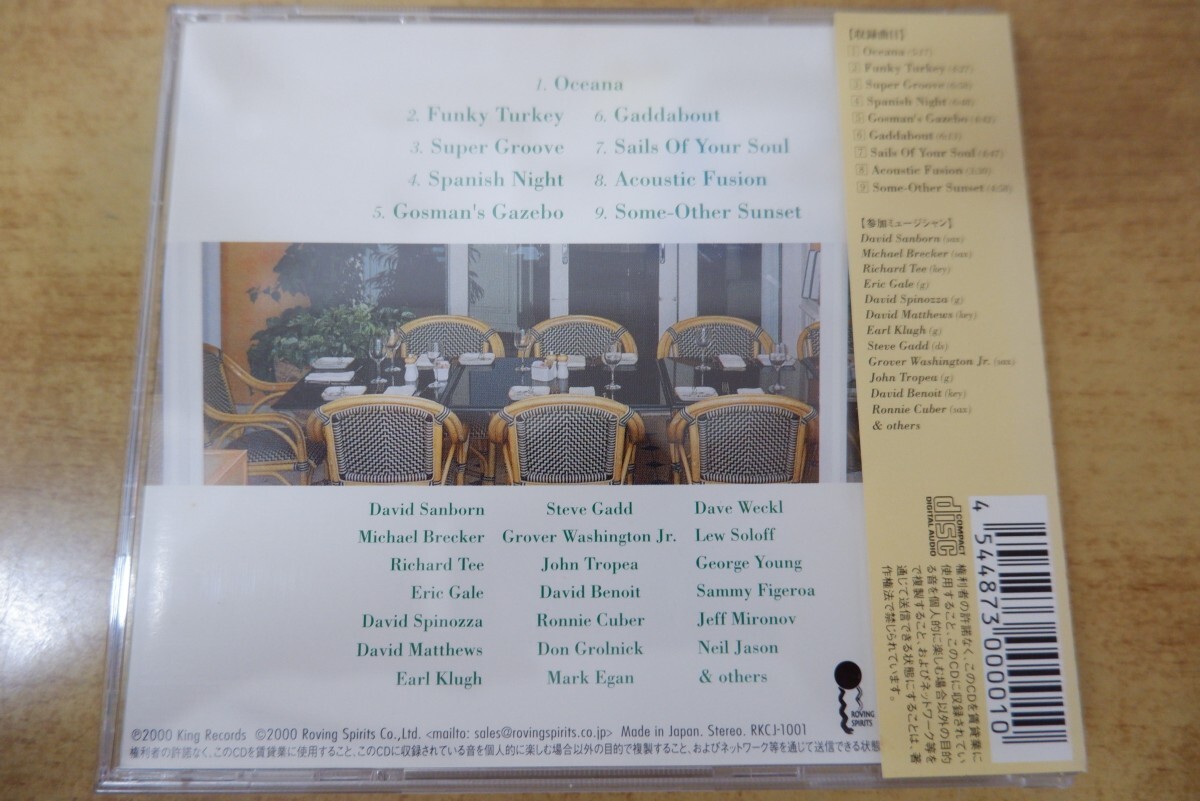 1. Oceana
2. Funky Turkey
3. Super Groove
4. Spanish Night
5. Gosman's Gazebo
6. Gaddabout
7. Sails Of Your Soul
8. Acoustic Fusion
9. Some-Other Sunset
David Sanborn
Michael Brecker
Richard Tee
Eric Gale
David Spinozza
David Matthews
Earl Klugh
Steve Gadd
Grover Washington Jr.
John Tropea
David Benoit
Ronnie Cuber
Don Grolnick
Mark Egan
Dave Weckl
Lew Soloff
George Young
Sammy Figeroa
Jeff Mironov
Neil Jason
& others
ROVING
SPIRITS
℗2000 King Records ©2000 Roving Spirits Co.,Ltd. <mailto: sales@rovingspirits.co.jp> Made in Japan. Stereo. RKCJ-1001
権利者の許諾なく、このCDを賃貸業に使用すること、このCDに収録されている音を個人的に楽しむ場合以外の目的で複製すること、およびネットワーク等を通じて送信できる状態
【収録曲目】
1 Oceana
2 Funky Turkey
3 Super Groove
4 Spanish Night
5 Gosman's Gazebo
6 Gaddabout
7 Sails Of Your Soul
8 Acoustic Fusion
9 Some-Other Sunset
【参加ミュージシャン】
David Sanborn (sax)
Michael Brecker (sax)
Richard Tee (key)
Eric Gale (g)
David Spinozza (g)
David Matthews (key)
Earl Klugh (g)
Steve Gadd (ds)
Grover Washington Jr. (sax)
John Tropea (g)
David Benoit (key)
Ronnie Cuber (sax)
& others
COMPACT
disc
DIGITAL AUDIO
4 544873 000010
権利者の許諾なく、このCDを賃貸業に
使用すること、このCDに収録されてい
る音を個人的に楽しむ場合以外の目的
で複製すること、およびネットワーク等を
通じて送信できる状態にすることは、著
作権法で禁じられています。